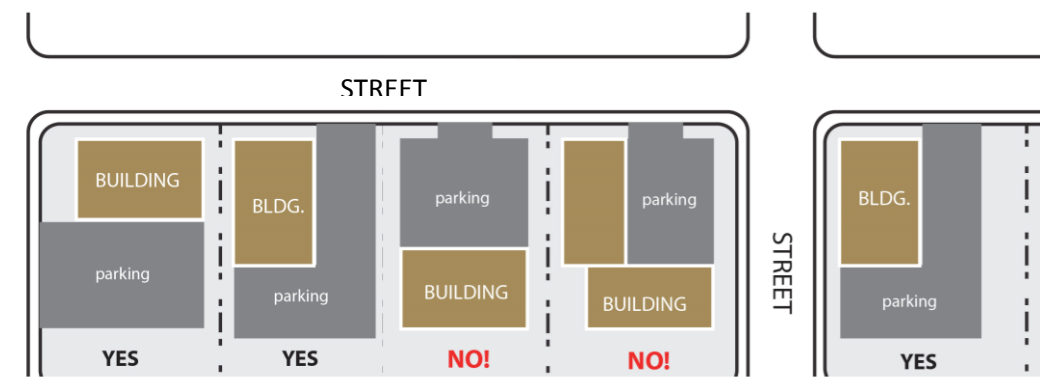 STREET
BUILDING
parking
YES
BLDG.
parking
YES
parking
BUILDING
NO!
parking
BUILDING
NO!
STREET
BLDG.
parking
YES